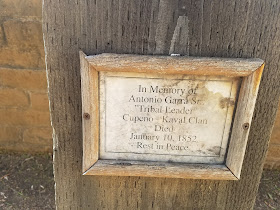 In Memory of
Antonio Garra Sr.
"Tribal Leader"
Cupeño - Kaval Clan
Died
January 10, 1852
Rest in Peace